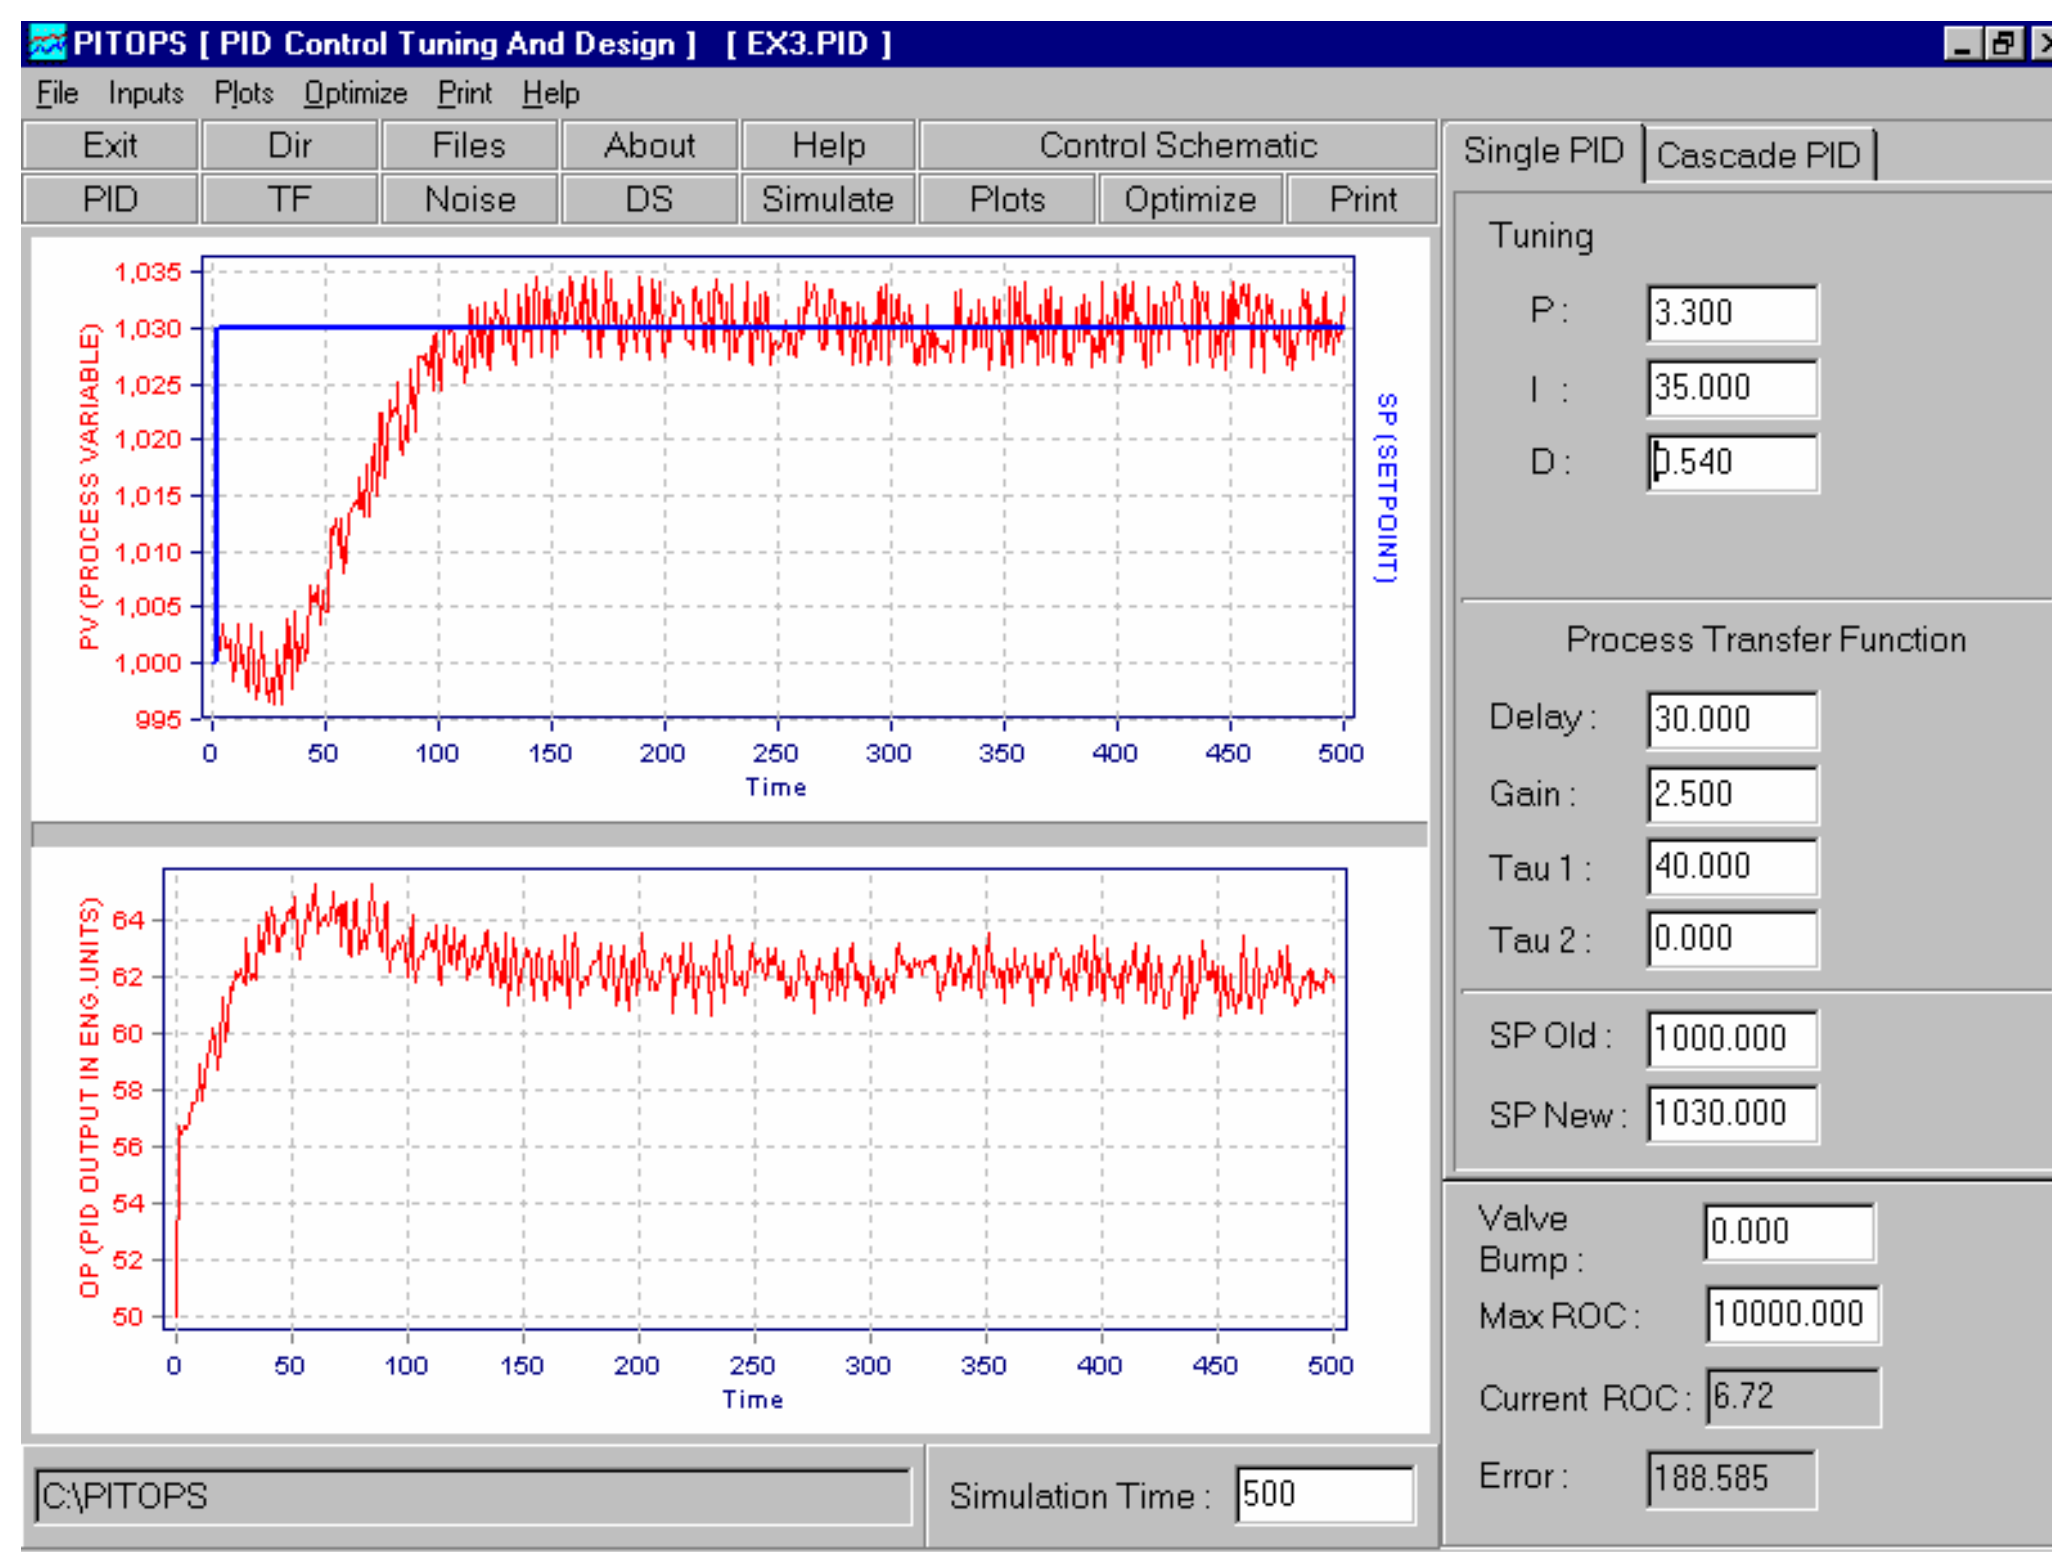 PITOPS [ PID Control Tuning And Design ] [ EX3.PID ]
File Inputs Plots Optimize Print Help
Exit Dir Files About Help Control Schematic
PID TF Noise DS Simulate Plots Optimize Print
Single PID Cascade PID
PV (PROCESS VARIABLE)
1,035
1,030
1,025
1,020
1,015
1,010
1,005
1,000
995
0 50 100 150 200 250 300 350 400 450 500
Time
SP (SETPOINT)
OP (PID OUTPUT IN ENG.UNITS)
64
62
60
58
56
54
52
50
0 50 100 150 200 250 300 350 400 450 500
Time
C:\PITOPS
Simulation Time : 500
Tuning
P : 3.300
I : 35.000
D : 0.540
Process Transfer Function
Delay : 30.000
Gain : 2.500
Tau 1 : 40.000
Tau 2 : 0.000
SP Old : 1000.000
SP New : 1030.000
Valve
Bump : 0.000
Max ROC : 10000.000
Current ROC : 6.72
Error : 188.585